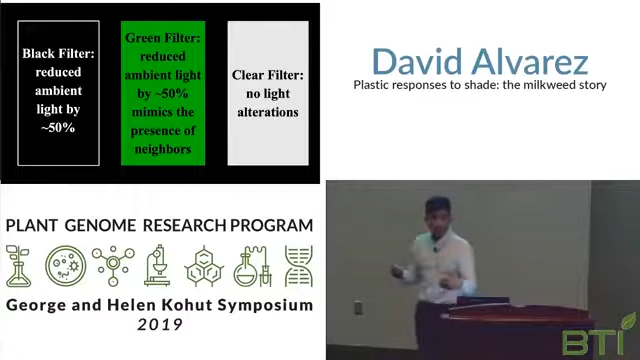 Black Filter:
reduced
ambient
light by
~50%
Green Filter:
reduced
ambient light
by ~50%
mimics the
presence of
neighbors
Clear Filter:
no light
alterations
David Alvarez
Plastic responses to shade: the milkweed story
PLANT GENOME RESEARCH PROGRAM
George and Helen Kohut Symposium
2019
BTI